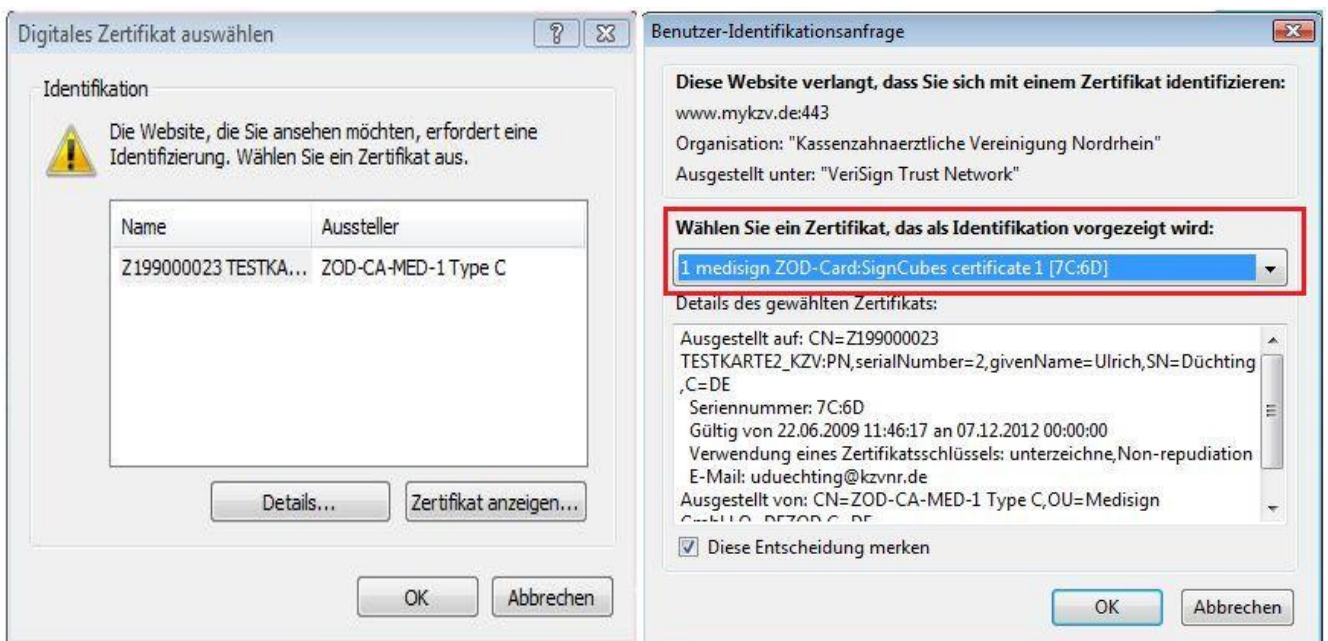 Digitales Zertifikat auswählen
Identifikation
Die Website, die Sie ansehen möchten, erfordert eine
Identifizierung. Wählen Sie ein Zertifikat aus.
Name Aussteller
Z199000023 TESTKA... ZOD-CA-MED-1 Type C
Details... Zertifikat anzeigen...
OK Abbrechen
Benutzer-Identifikationsanfrage
Diese Website verlangt, dass Sie sich mit einem Zertifikat identifizieren:
www.mykzv.de:443
Organisation: "Kassenzahnaerztliche Vereinigung Nordrhein"
Ausgestellt unter: "VeriSign Trust Network"
Wählen Sie ein Zertifikat, das als Identifikation vorgezeigt wird:
1 medisign ZOD-Card:SignCubes certificate 1 [7C:6D]
Details des gewählten Zertifikats:
Ausgestellt auf: CN=Z199000023
TESTKARTE2_KZV:PN,serialNumber=2,givenName=Ulrich,SN=Düchting
,C=DE
Seriennummer: 7C:6D
Gültig von 22.06.2009 11:46:17 an 07.12.2012 00:00:00
Verwendung eines Zertifikatsschlüssels: unterzeichne,Non-repudiation
E-Mail: uduechting@kzvnr.de
Ausgestellt von: CN=ZOD-CA-MED-1 Type C,OU=Medisign
Diese Entscheidung merken
OK Abbrechen